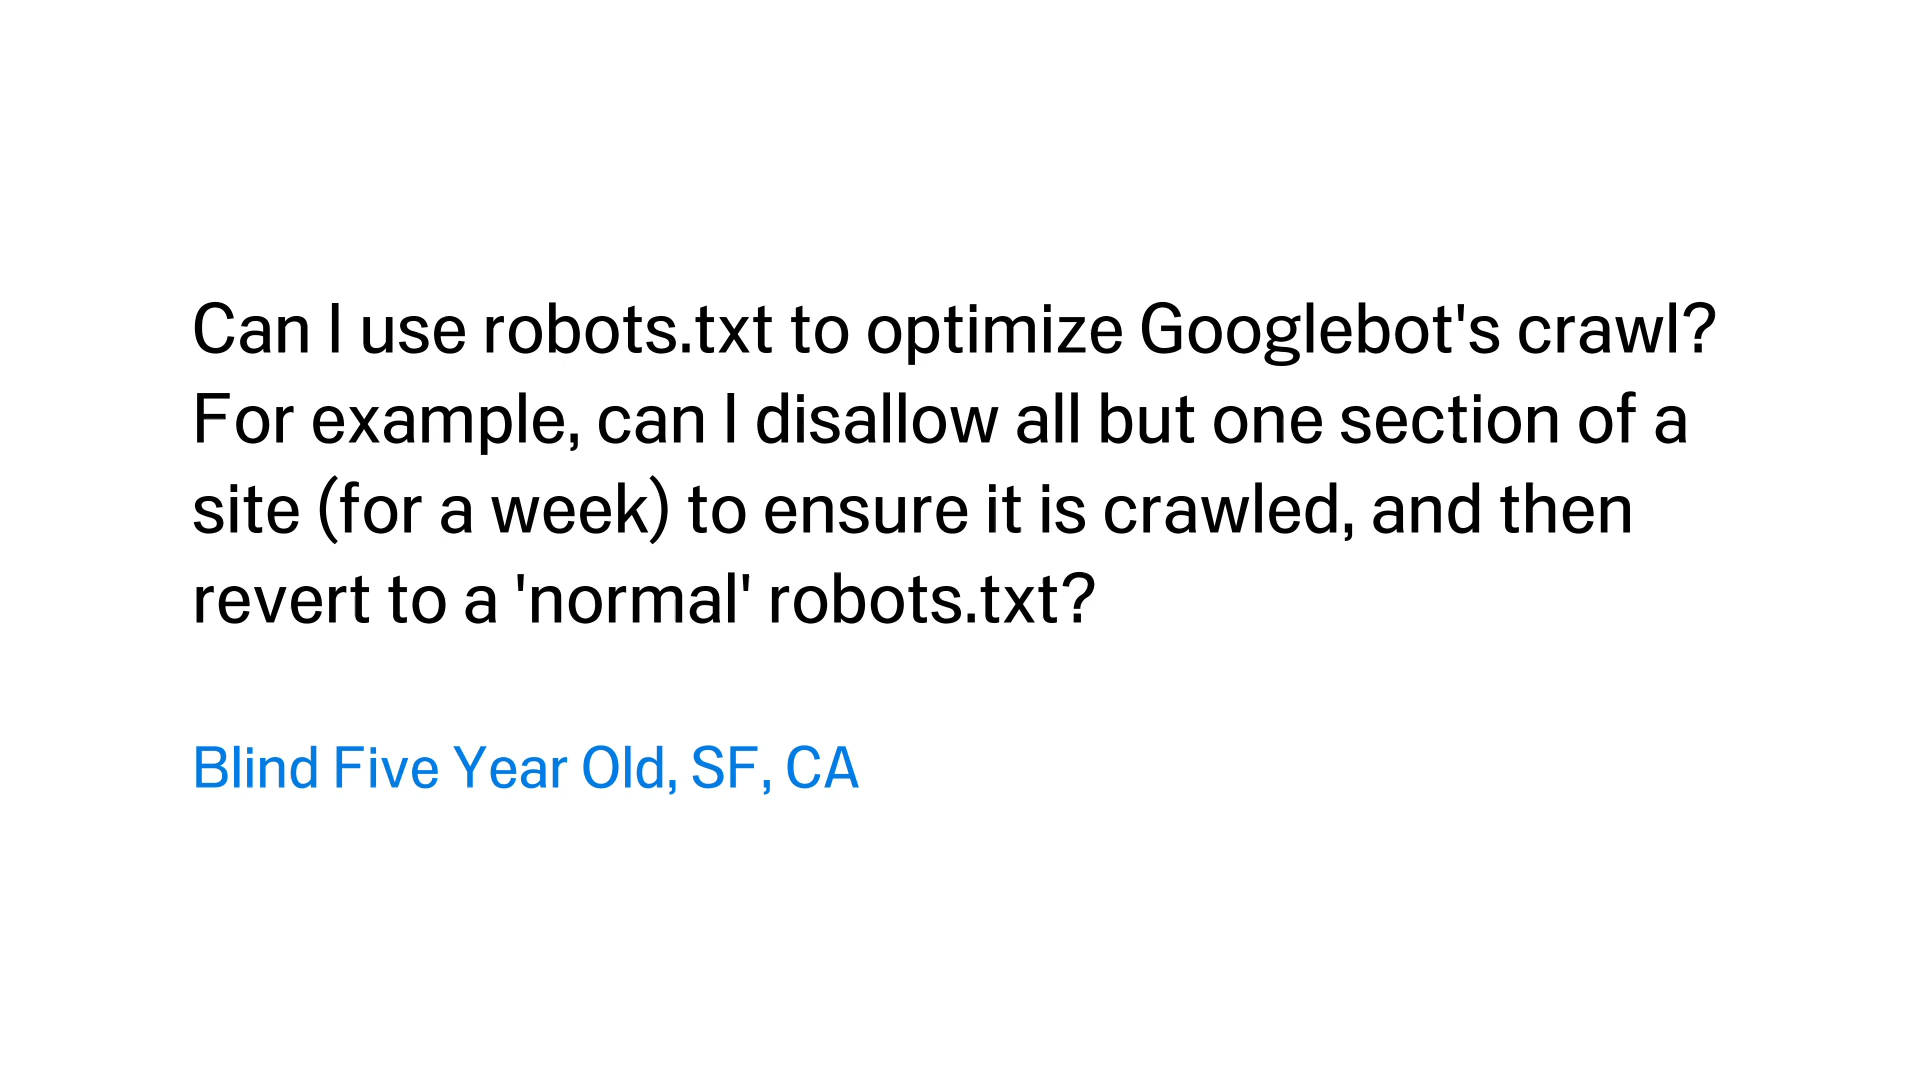 Can I use robots.txt to optimize Googlebot's crawl?
For example, can I disallow all but one section of a
site (for a week) to ensure it is crawled, and then
revert to a 'normal' robots.txt?
Blind Five Year Old, SF, CA